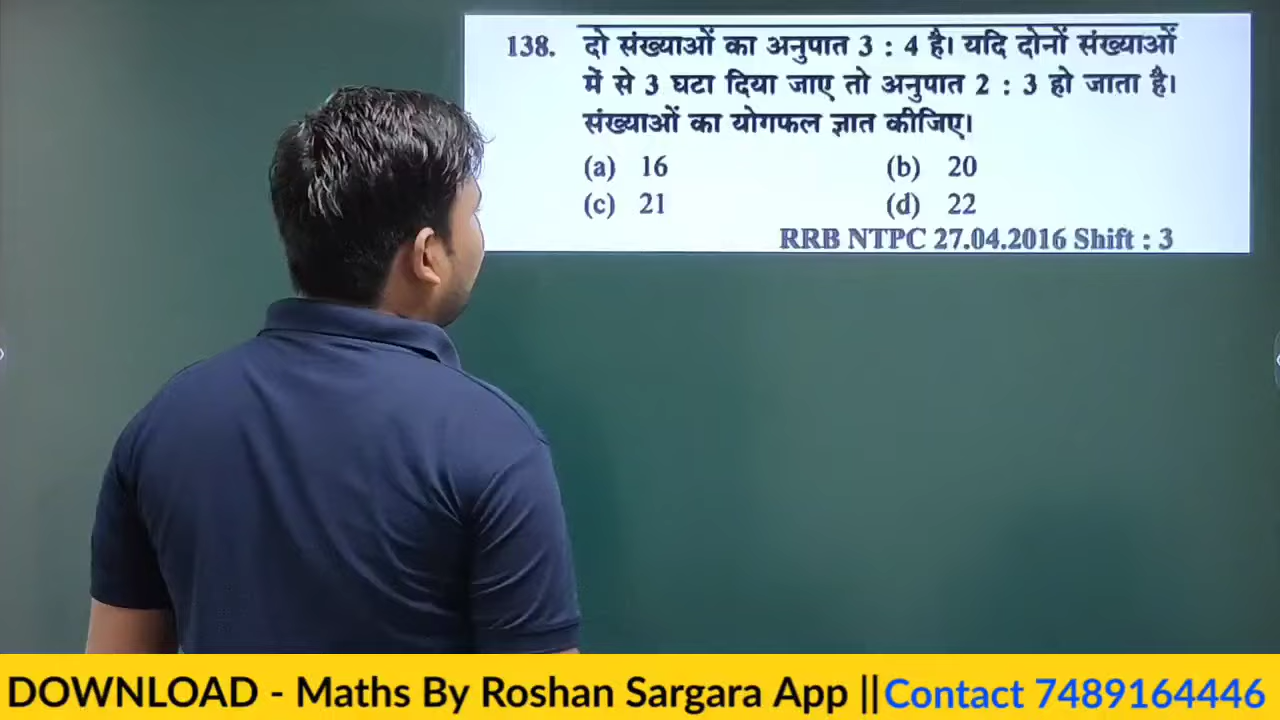 138. दो संख्याओं का अनुपात 3 : 4 है। यदि दोनों संख्याओं
में से 3 घटा दिया जाए तो अनुपात 2 : 3 हो जाता है।
संख्याओं का योगफल ज्ञात कीजिए।
(a) 16 (b) 20
(c) 21 (d) 22
RRB NTPC 27.04.2016 Shift : 3
DOWNLOAD - Maths By Roshan Sargara App || Contact 7489164446